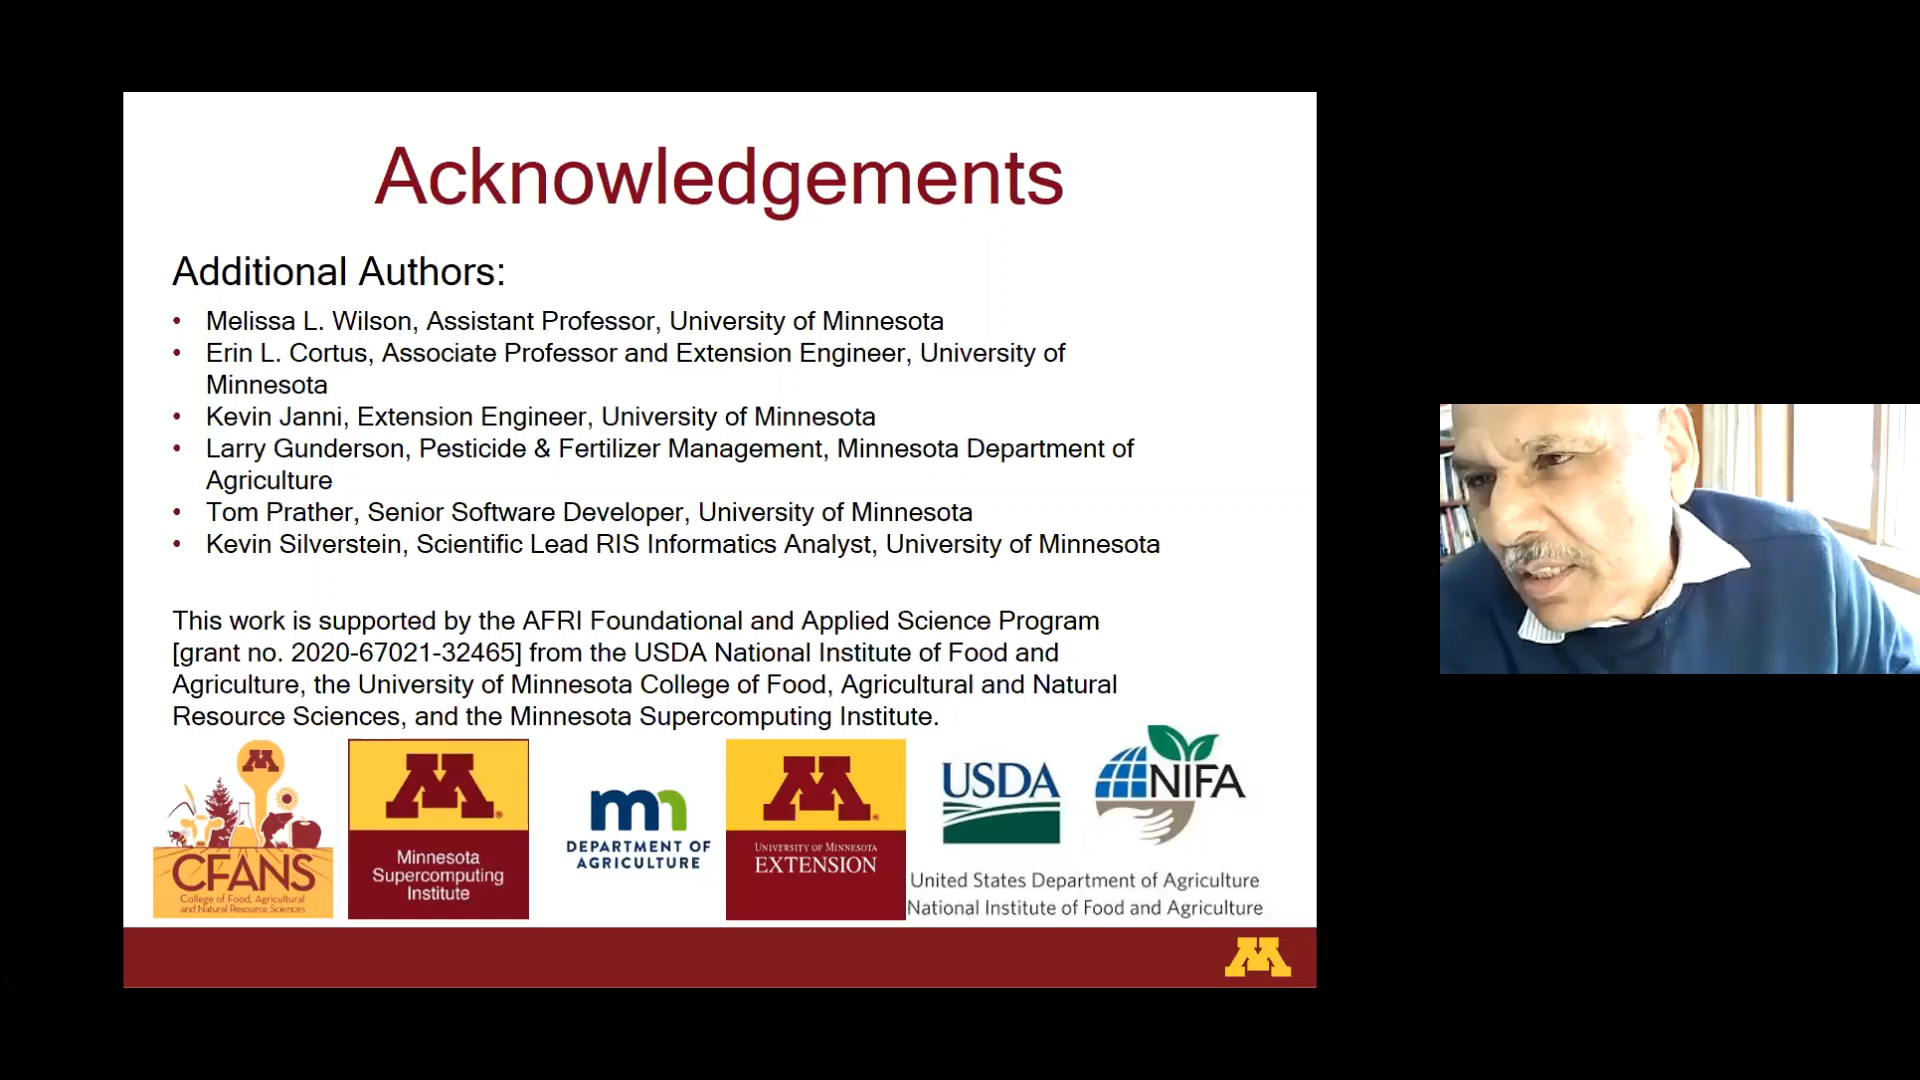 Acknowledgements
Additional Authors:
• Melissa L. Wilson, Assistant Professor, University of Minnesota
• Erin L. Cortus, Associate Professor and Extension Engineer, University of
Minnesota
• Kevin Janni, Extension Engineer, University of Minnesota
• Larry Gunderson, Pesticide & Fertilizer Management, Minnesota Department of
Agriculture
• Tom Prather, Senior Software Developer, University of Minnesota
• Kevin Silverstein, Scientific Lead RIS Informatics Analyst, University of Minnesota
This work is supported by the AFRI Foundational and Applied Science Program
[grant no. 2020-67021-32465] from the USDA National Institute of Food and
Agriculture, the University of Minnesota College of Food, Agricultural and Natural
Resource Sciences, and the Minnesota Supercomputing Institute.
M
CFANS
College of Food, Agricultural
and Natural Resource Sciences
M®
Minnesota
Supercomputing
Institute
mn
DEPARTMENT OF
AGRICULTURE
M®
UNIVERSITY OF MINNESOTA
EXTENSION
USDA
NIFA
United States Department of Agriculture
National Institute of Food and Agriculture
M